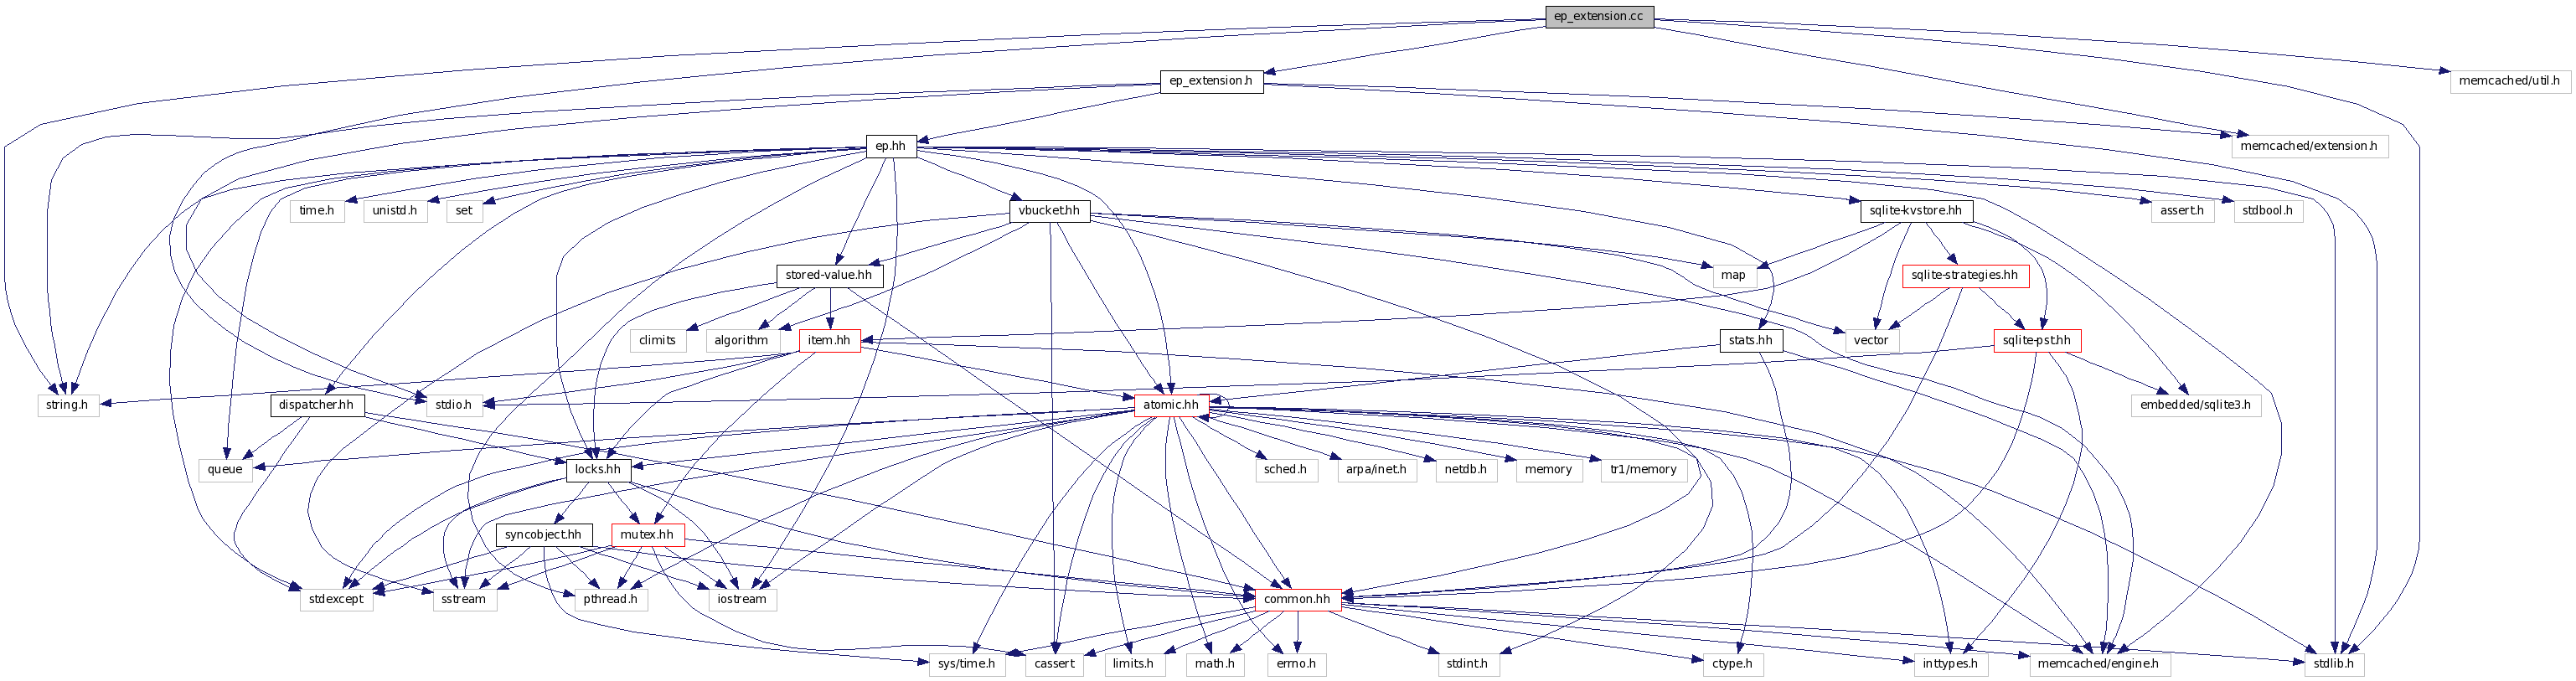 ep_extension.cc
ep_extension.h
memcached/util.h
ep.hh
memcached/extension.h
time.h
unistd.h
set
vbucket.hh
sqlite-kvstore.hh
assert.h
stdbool.h
stored-value.hh
map
sqlite-strategies.hh
climits
algorithm
item.hh
stats.hh
vector
sqlite-pst.hh
string.h
dispatcher.hh
stdio.h
atomic.hh
embedded/sqlite3.h
queue
locks.hh
sched.h
arpa/inet.h
netdb.h
memory
tr1/memory
syncobject.hh
mutex.hh
stdexcept
sstream
pthread.h
iostream
common.hh
sys/time.h
cassert
limits.h
math.h
errno.h
stdint.h
ctype.h
inttypes.h
memcached/engine.h
stdlib.h